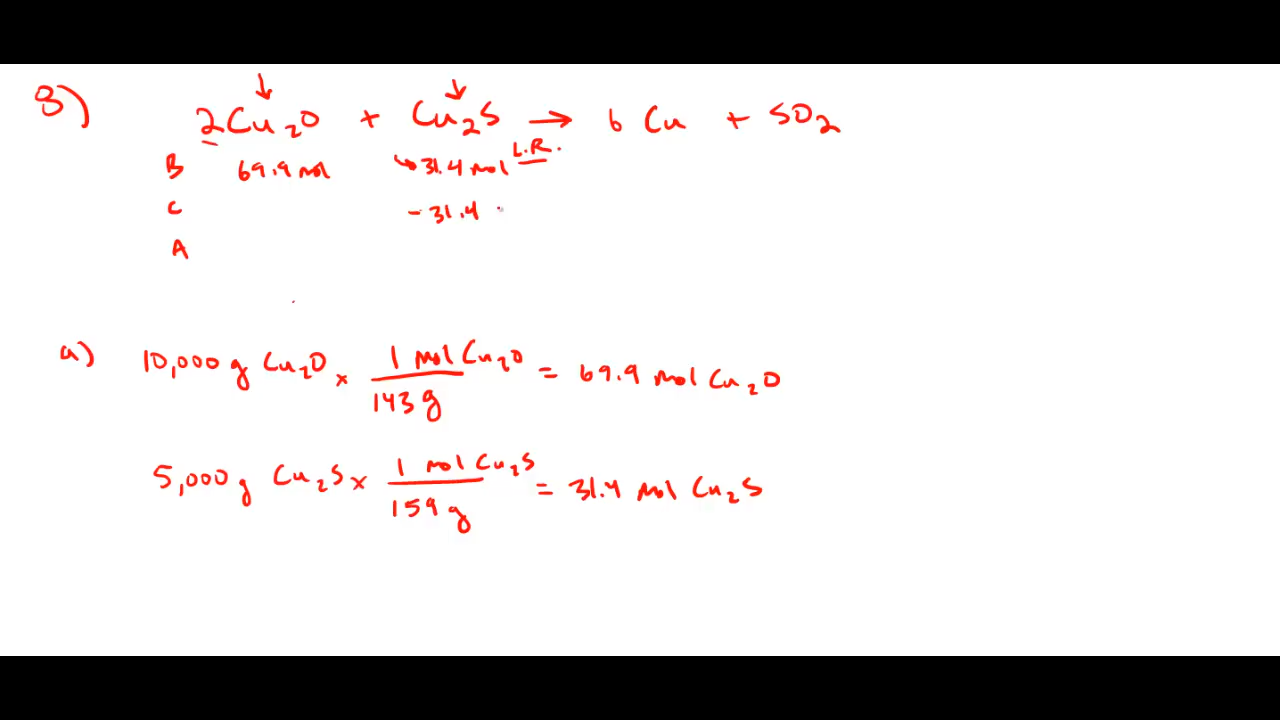 8) 2Cu₂O + Cu₂S → 6 Cu + SO₂
B 69.9 mol ↳ 31.4 mol L.R.
C - 31.4
A
a) 10,000 g Cu₂O x 1 mol Cu₂O / 143 g = 69.9 mol Cu₂O
5,000 g Cu₂S x 1 mol Cu₂S / 159 g = 31.4 mol Cu₂S